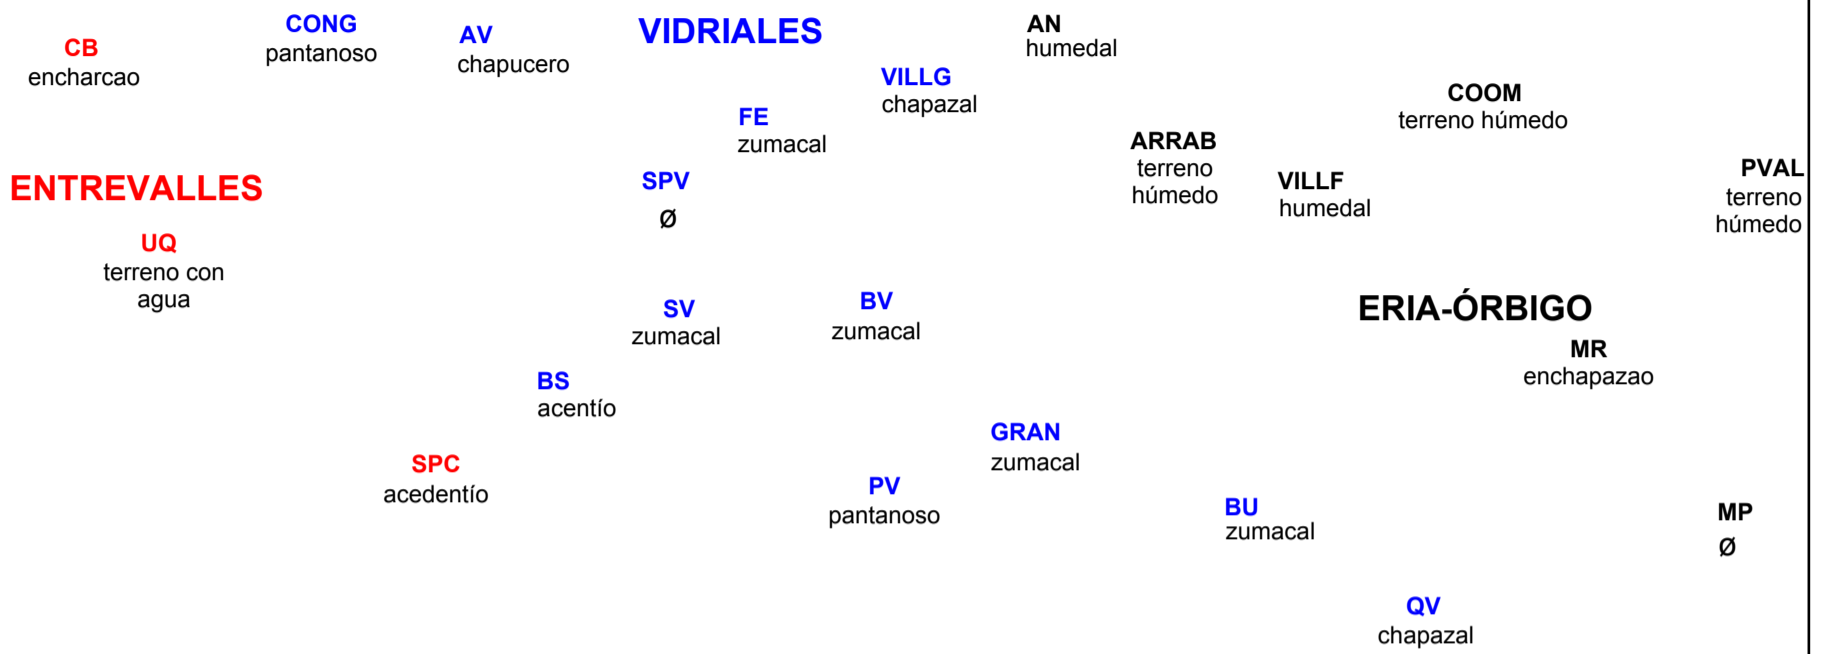 CB
encharcao
CONG
pantanoso
AV
chapucero
VIDRIALES
VILLG
chapazal
AN
humedal
FE
zumacal
COOM
terreno húmedo
ARRAB
terreno
húmedo
VILLF
humedal
PVAL
terreno
húmedo
ENTREVALLES
SPV
Ø
UQ
terreno con
agua
SV
zumacal
BV
zumacal
ERIA-ÓRBIGO
MR
enchapazao
BS
acentío
GRAN
zumacal
SPC
acedentío
PV
pantanoso
BU
zumacal
MP
Ø
QV
chapazal